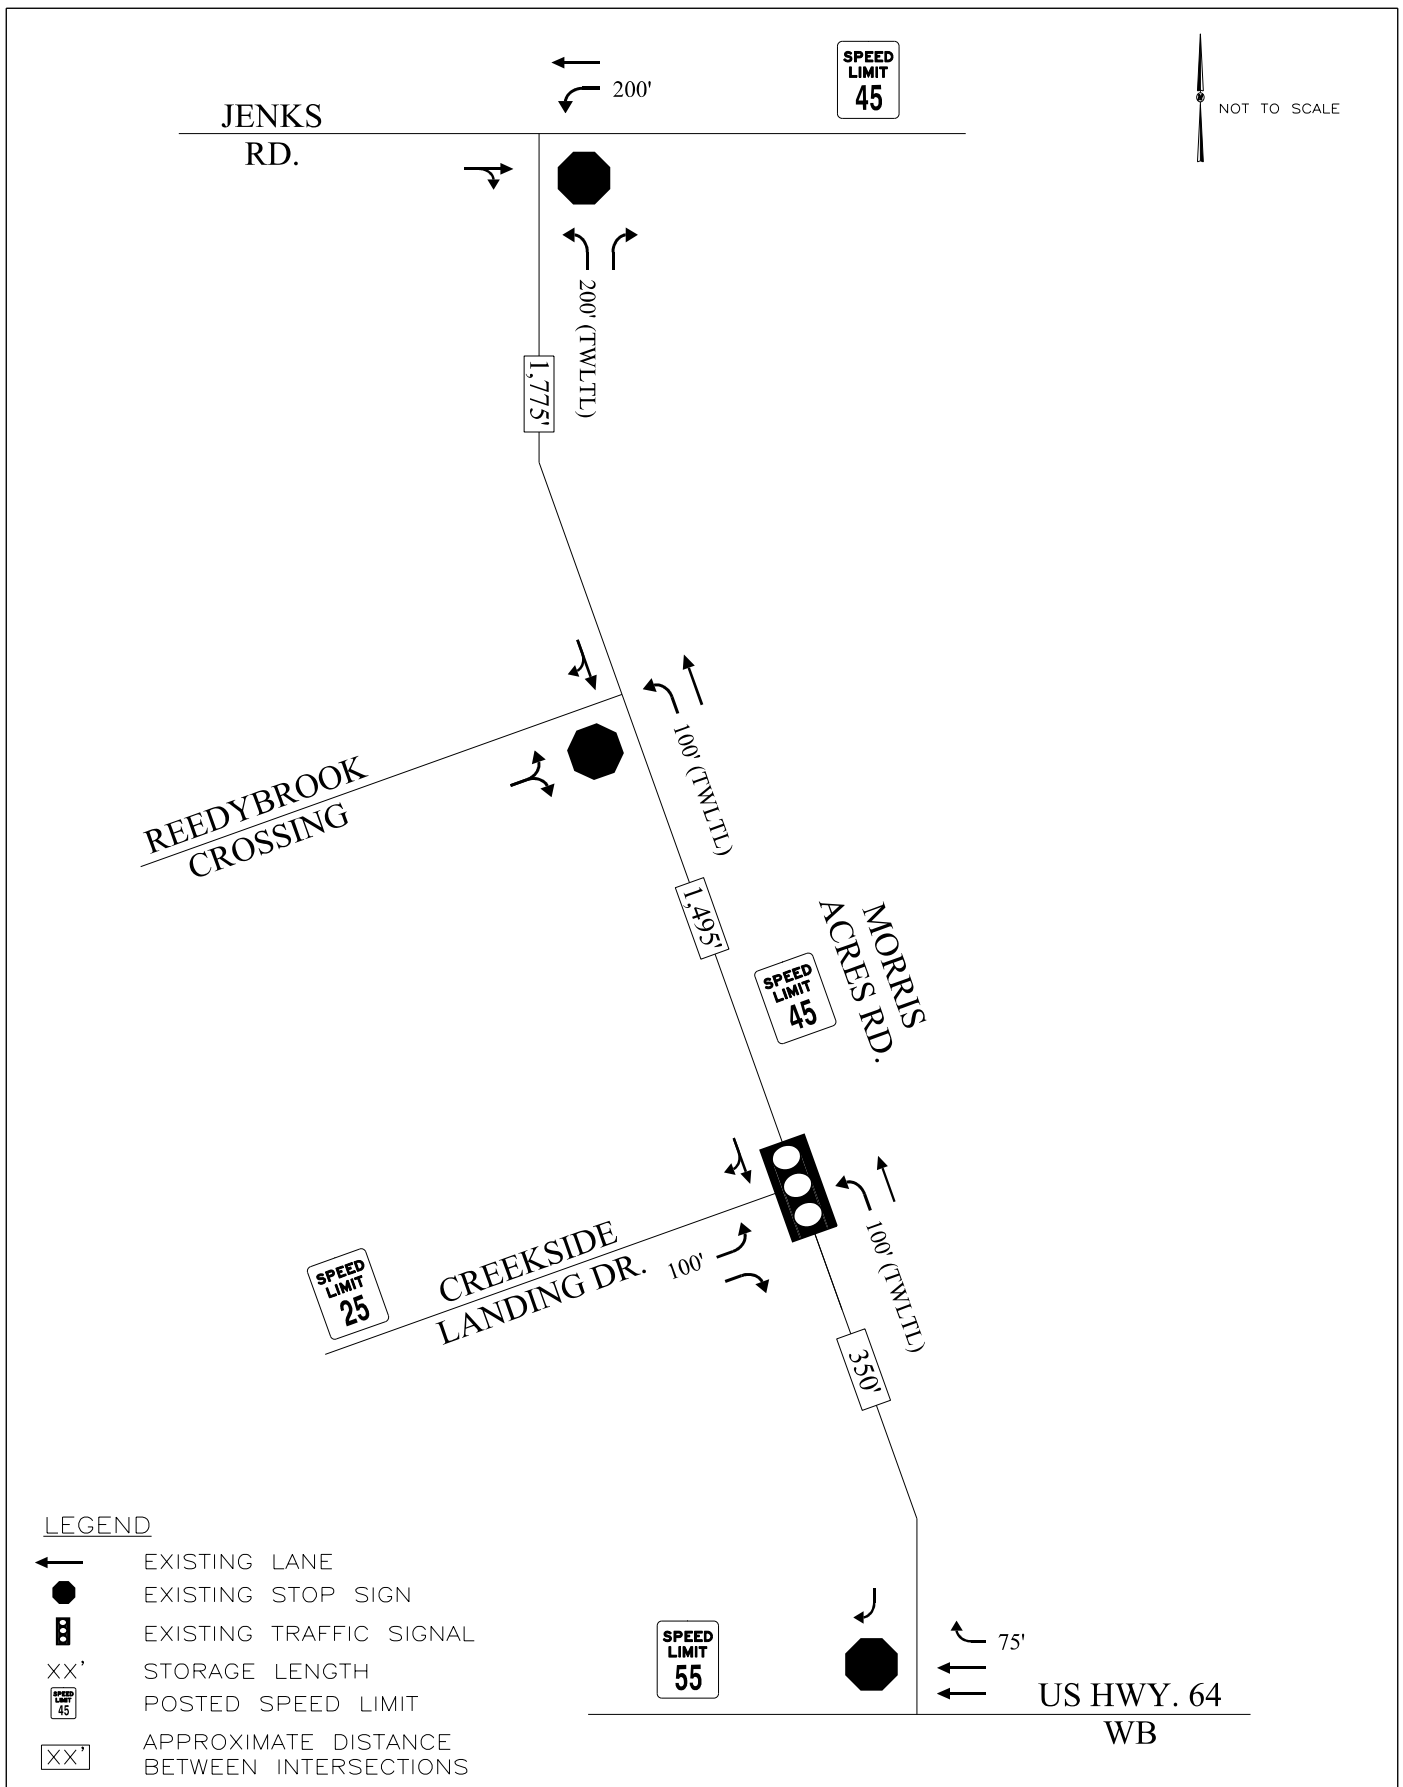 SPEED
LIMIT
45
200'
JENKS
RD.
NOT TO SCALE
200' (TWLTL)
1,775'
100' (TWLTL)
REEDYBROOK
CROSSING
1,495'
MORRIS
ACRES RD.
SPEED
LIMIT
45
CREEKSIDE
LANDING DR.
100'
100' (TWLTL)
SPEED
LIMIT
25
350'
LEGEND
EXISTING LANE
EXISTING STOP SIGN
EXISTING TRAFFIC SIGNAL
XX' STORAGE LENGTH
SPEED
LIMIT
45
POSTED SPEED LIMIT
XX'
APPROXIMATE DISTANCE
BETWEEN INTERSECTIONS
SPEED
LIMIT
55
75'
US HWY. 64
WB